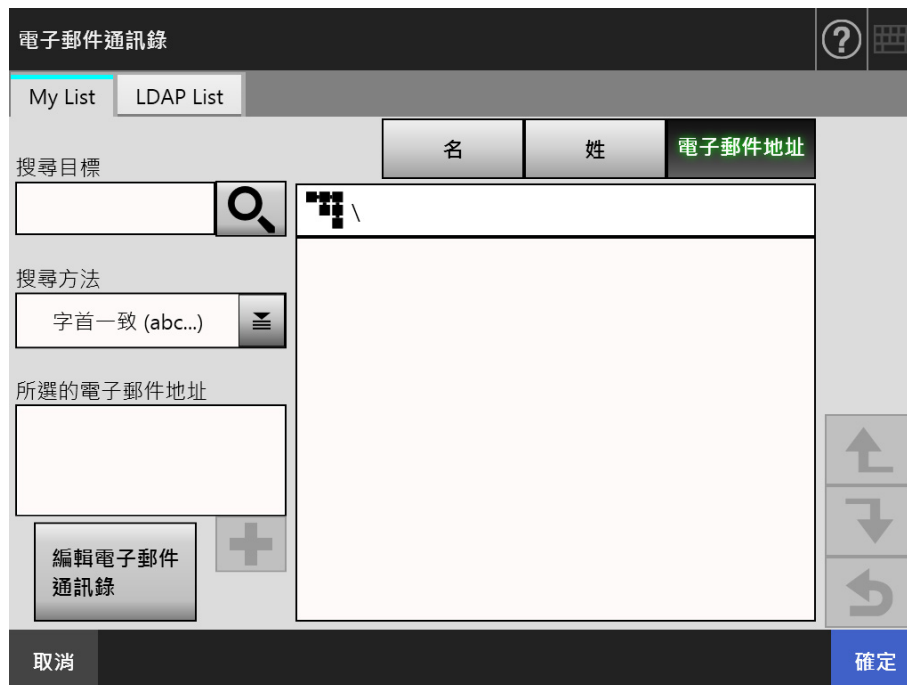 電子郵件通訊錄
?
My List
LDAP List
名
姓
電子郵件地址
搜尋目標
\
搜尋方法
字首一致 (abc...)
所選的電子郵件地址
編輯電子郵件
通訊錄
取消
確定